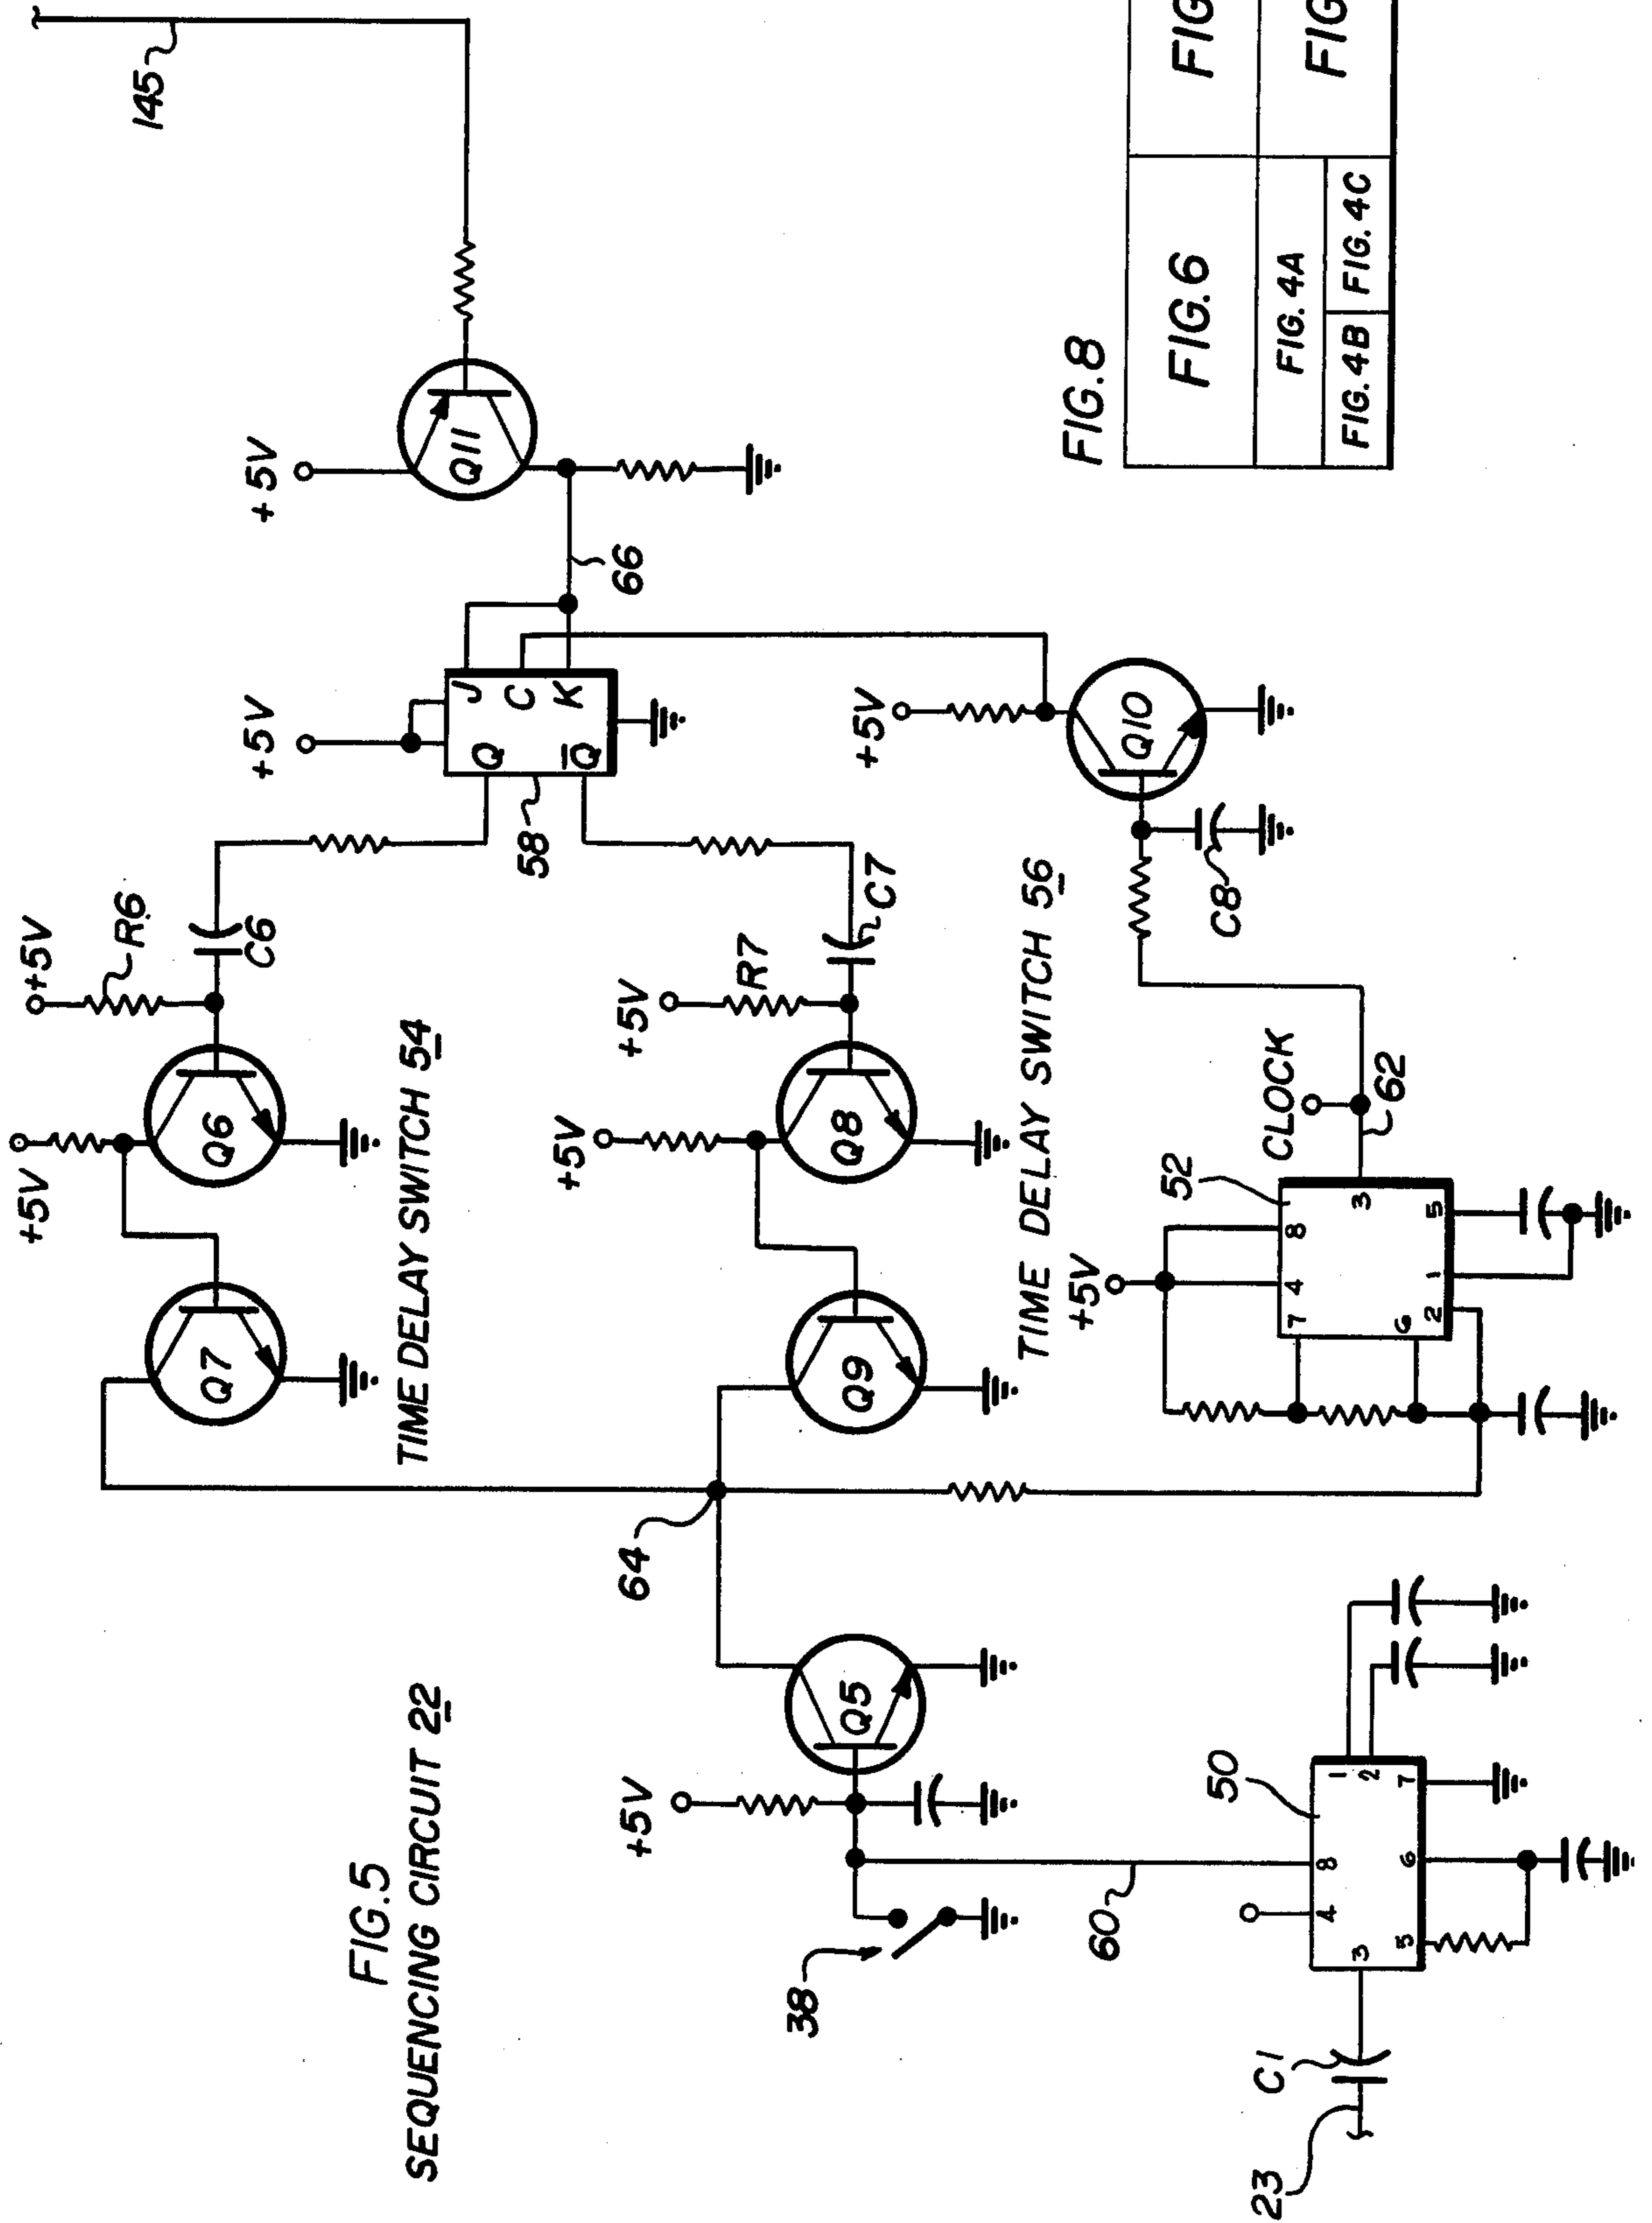 FIG.5
SEQUENCING CIRCUIT 22
23
C1
3
4
8
5
6
7
1
2
50
60
38
+5V
Q5
64
Q7
+5V
Q6
+5V
R6
C6
TIME DELAY SWITCH 54
Q9
+5V
Q8
+5V
R7
C7
TIME DELAY SWITCH 56
+5V
7
4
8
6
2
1
5
3
52
CLOCK
62
C8
Q10
+5V
58
+5V
Q
Q̅
J
C
K
66
+5V
Q11
145
FIG.8
FIG.6
FIG
FIG. 4A
FIG
FIG. 4B
FIG. 4C